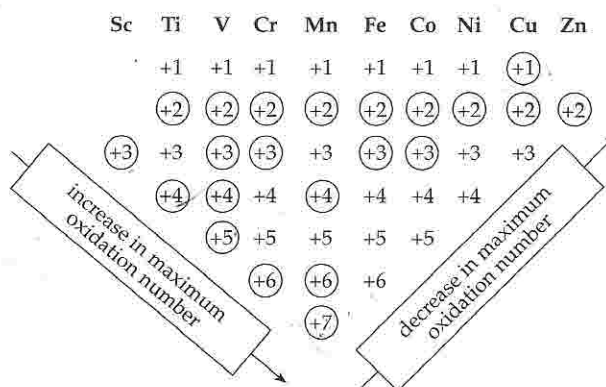 Sc Ti V Cr Mn Fe Co Ni Cu Zn
+1 +1 +1 +1 +1 +1 +1 +1
+2 +2 +2 +2 +2 +2 +2 +2 +2
+3 +3 +3 +3 +3 +3 +3 +3 +3
+4 +4 +4 +4 +4 +4 +4
+5 +5 +5 +5 +5
+6 +6 +6
+7
increase in maximum
oxidation number
decrease in maximum
oxidation number